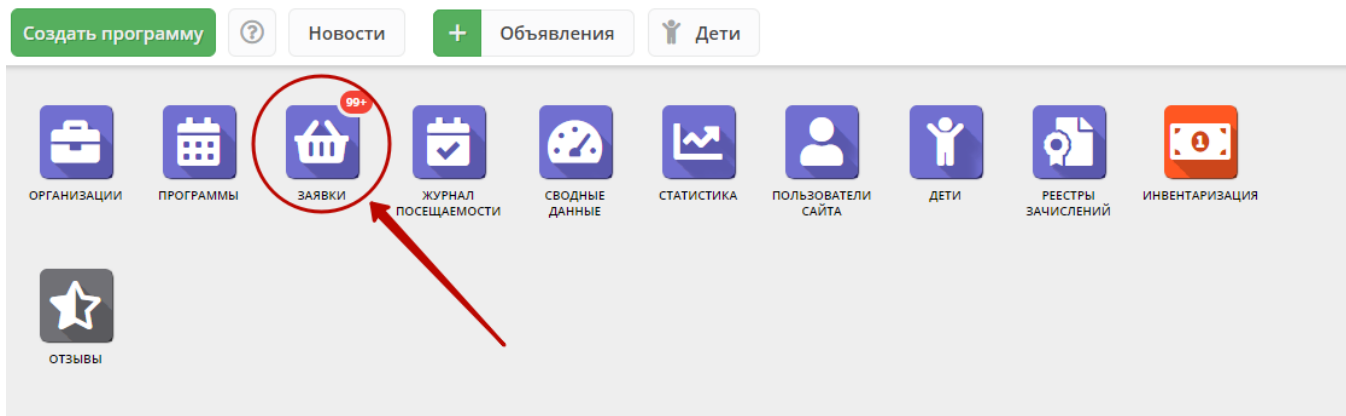 Создать программу
?
Новости
+
Объявления
Дети
99+
1
ОРГАНИЗАЦИИ
ПРОГРАММЫ
ЗАЯВКИ
ЖУРНАЛ
ПОСЕЩАЕМОСТИ
СВОДНЫЕ
ДАННЫЕ
СТАТИСТИКА
ПОЛЬЗОВАТЕЛИ
САЙТА
ДЕТИ
РЕЕСТРЫ
ЗАЧИСЛЕНИЙ
ИНВЕНТАРИЗАЦИЯ
ОТЗЫВЫ